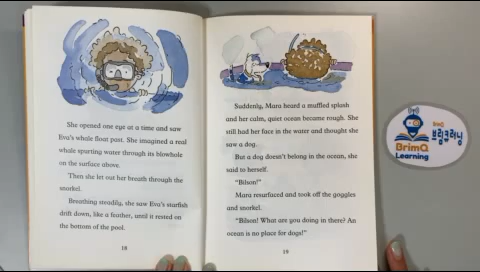 She opened one eye at a time and saw
Eva's whale float past. She imagined a real
whale spurting water through its blowhole
on the surface above.
Then she let out her breath through the
snorkel.
Breathing steadily, she saw Eva's starfish
drift down, like a feather, until it rested on
the bottom of the pool.
18
Suddenly, Mara heard a muffled splash
and her calm, quiet ocean became rough. She
still had her face in the water and thought she
saw a dog.
But a dog doesn't belong in the ocean, she
said to herself.
"Bilson!"
Mara resurfaced and took off the goggles
and snorkel.
"Bilson! What are you doing in there? An
ocean is no place for dogs!"
19
BrimQ
브림큐러닝
BrimQ
Learning